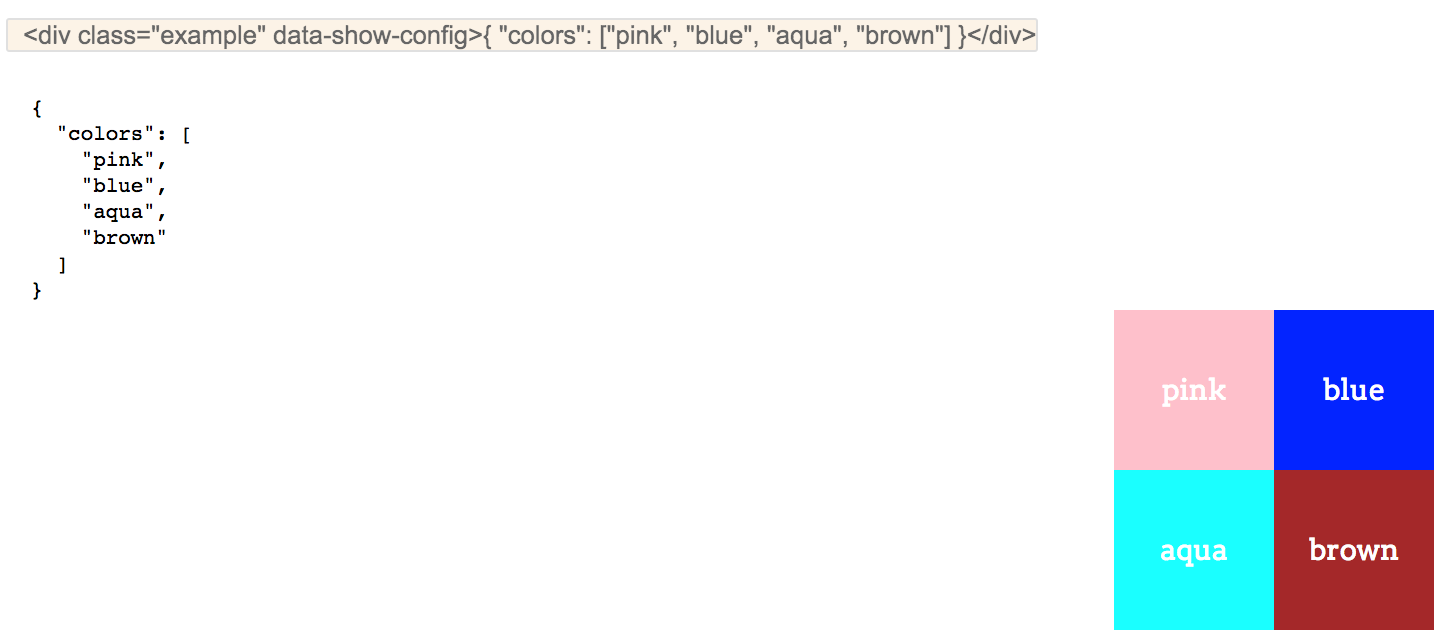 <div class="example" data-show-config>{ "colors": ["pink", "blue", "aqua", "brown"] }</div>
{
  "colors": [
    "pink",
    "blue",
    "aqua",
    "brown"
  ]
}
pink blue
aqua brown